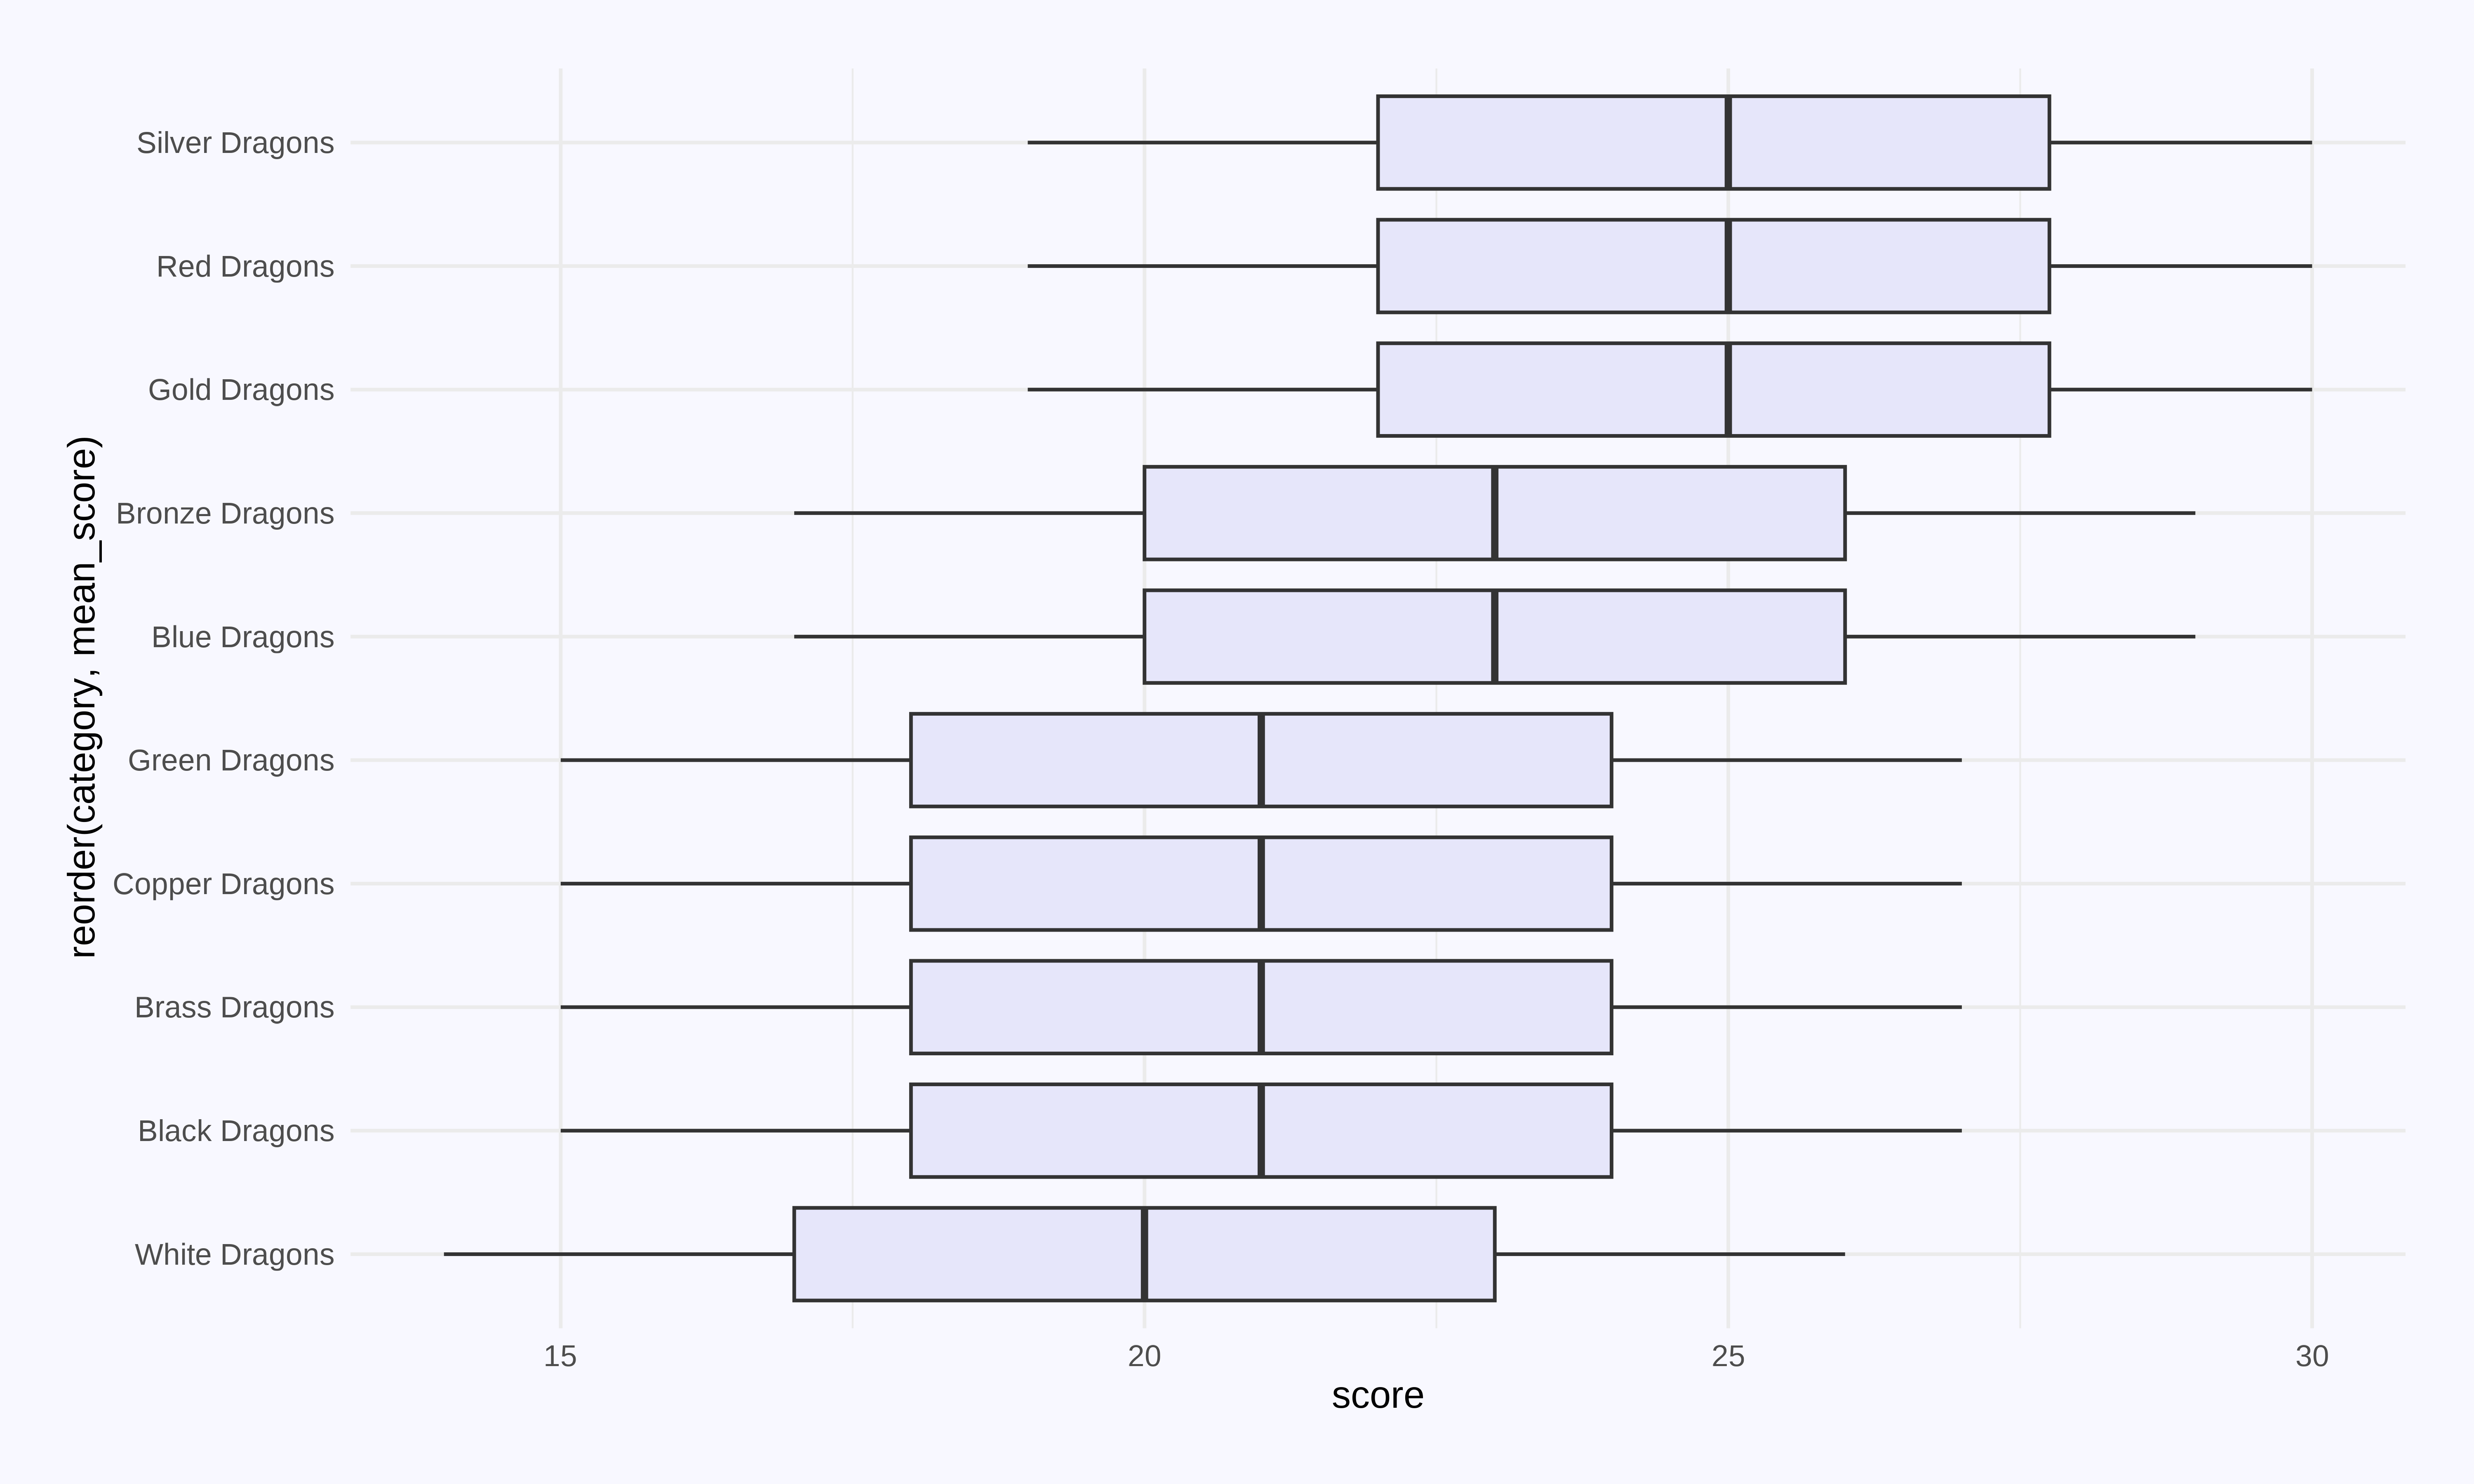 reorder(category, mean_score)
Silver Dragons
Red Dragons
Gold Dragons
Bronze Dragons
Blue Dragons
Green Dragons
Copper Dragons
Brass Dragons
Black Dragons
White Dragons
15 20 25 30
score